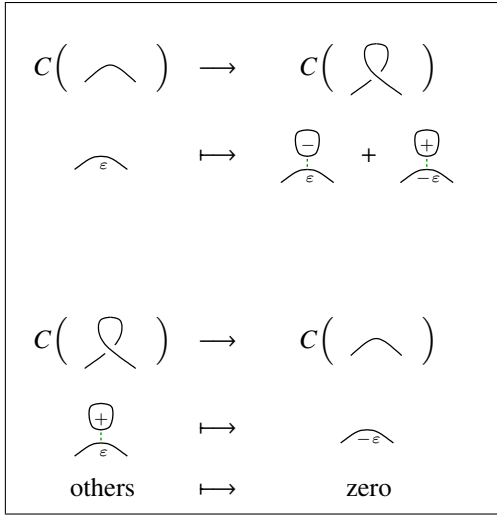 C( ) ⟶ C( )
ε ⟼ − ε + + −ε
C( ) ⟶ C( )
+ ε ⟼ −ε
others ⟼ zero